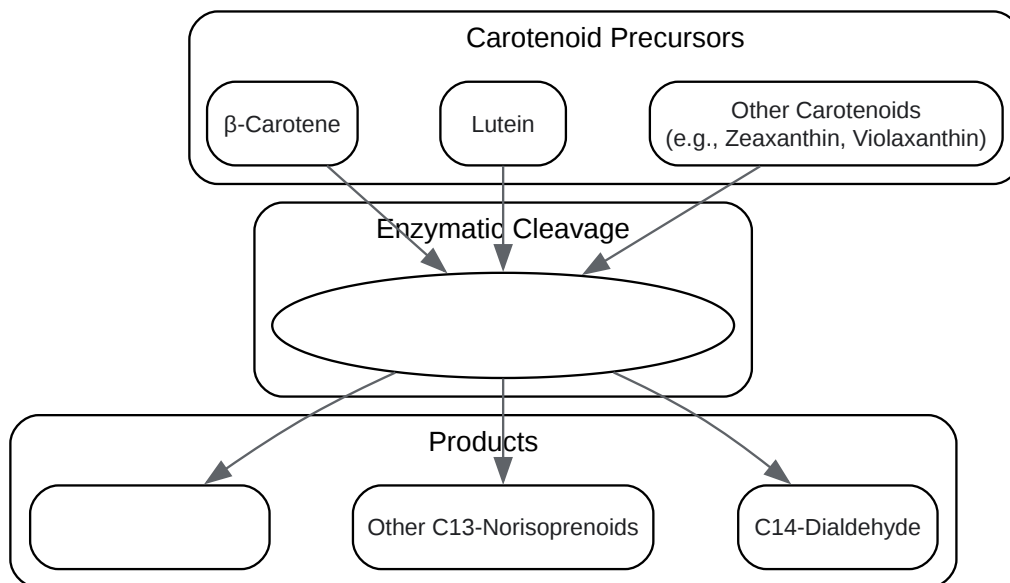 Carotenoid Precursors
β-Carotene
Lutein
Other Carotenoids
(e.g., Zeaxanthin, Violaxanthin)
Enzymatic Cleavage
Products
Other C13-Norisoprenoids
C14-Dialdehyde